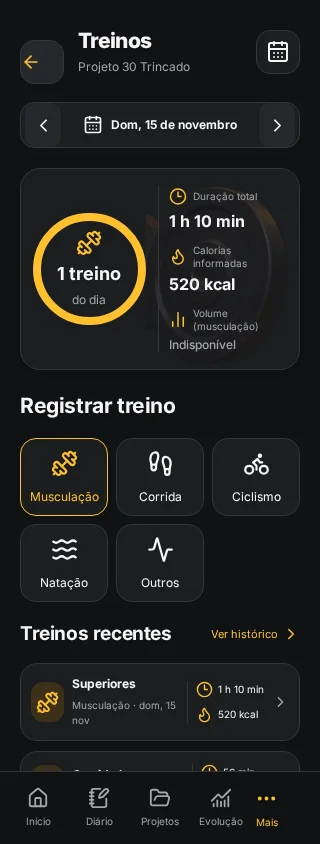 Treinos
Projeto 30 Trincado
Dom, 15 de novembro
1 treino
do dia
Duração total
1 h 10 min
Calorias
informadas
520 kcal
Volume
(musculação)
Indisponível
Registrar treino
Musculação
Corrida
Ciclismo
Natação
Outros
Treinos recentes
Ver histórico
Superiores
Musculação · dom, 15
nov
1 h 10 min
520 kcal
Início
Diário
Projetos
Evolução
Mais